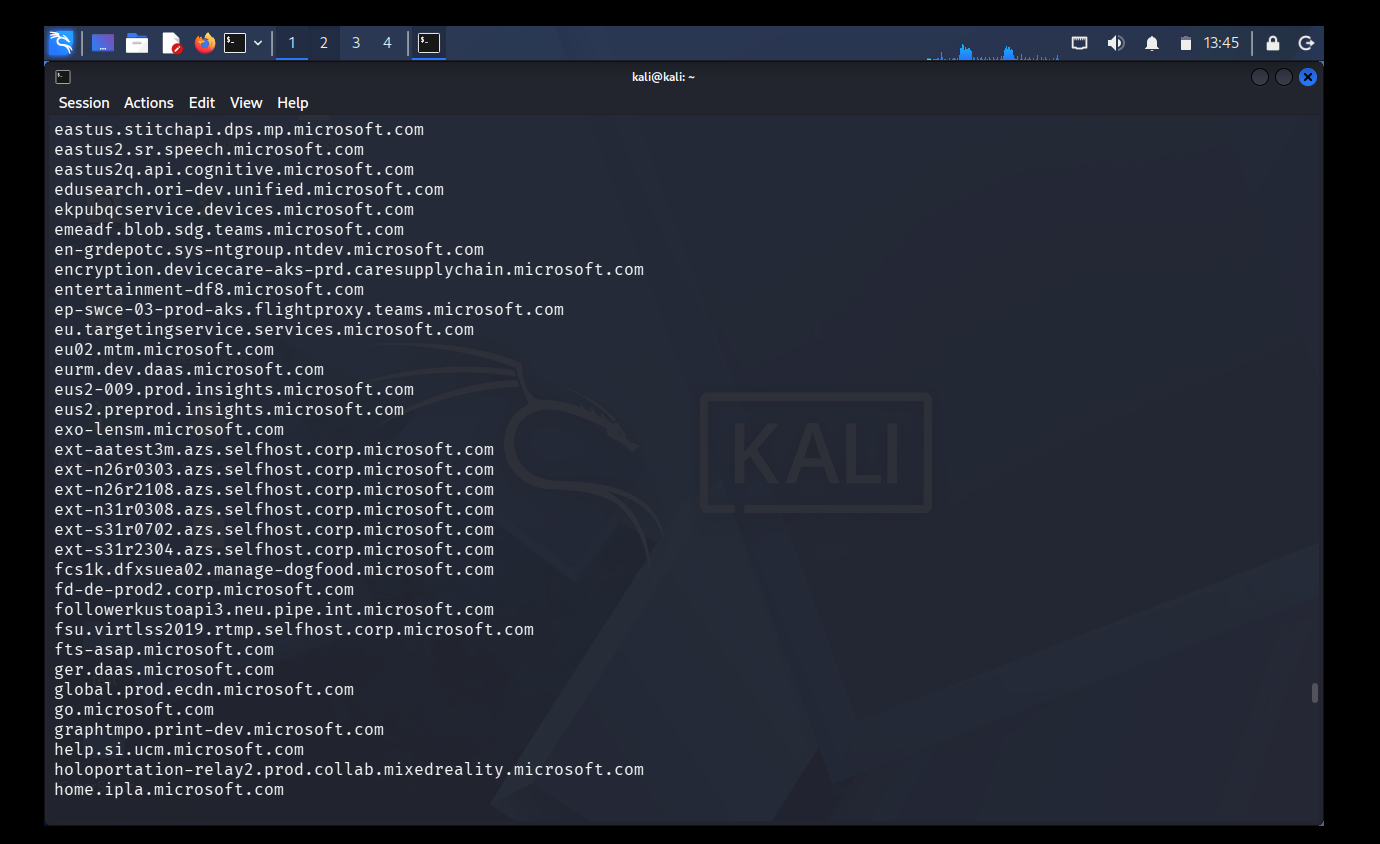 1 2 3 4 13:45
kali@kali: ~
Session Actions Edit View Help
eastus.stitchapi.dps.mp.microsoft.com
eastus2.sr.speech.microsoft.com
eastus2q.api.cognitive.microsoft.com
edusearch.ori-dev.unified.microsoft.com
ekpubqcservice.devices.microsoft.com
emeadf.blob.sdg.teams.microsoft.com
en-grdepotc.sys-ntgroup.ntdev.microsoft.com
encryption.devicecare-aks-prd.caresupplychain.microsoft.com
entertainment-df8.microsoft.com
ep-swce-03-prod-aks.flightproxy.teams.microsoft.com
eu.targetingservice.services.microsoft.com
eu02.mtm.microsoft.com
eurm.dev.daas.microsoft.com
eus2-009.prod.insights.microsoft.com
eus2.preprod.insights.microsoft.com
exo-lensm.microsoft.com
ext-aatest3m.azs.selfhost.corp.microsoft.com
ext-n26r0303.azs.selfhost.corp.microsoft.com
ext-n26r2108.azs.selfhost.corp.microsoft.com
ext-n31r0308.azs.selfhost.corp.microsoft.com
ext-s31r0702.azs.selfhost.corp.microsoft.com
ext-s31r2304.azs.selfhost.corp.microsoft.com
fcs1k.dfxsuea02.manage-dogfood.microsoft.com
fd-de-prod2.corp.microsoft.com
followerkustoapi3.neu.pipe.int.microsoft.com
fsu.virtlss2019.rtmp.selfhost.corp.microsoft.com
fts-asap.microsoft.com
ger.daas.microsoft.com
global.prod.ecdn.microsoft.com
go.microsoft.com
graphtmpo.print-dev.microsoft.com
help.si.ucm.microsoft.com
holoportation-relay2.prod.collab.mixedreality.microsoft.com
home.ipla.microsoft.com
KALI